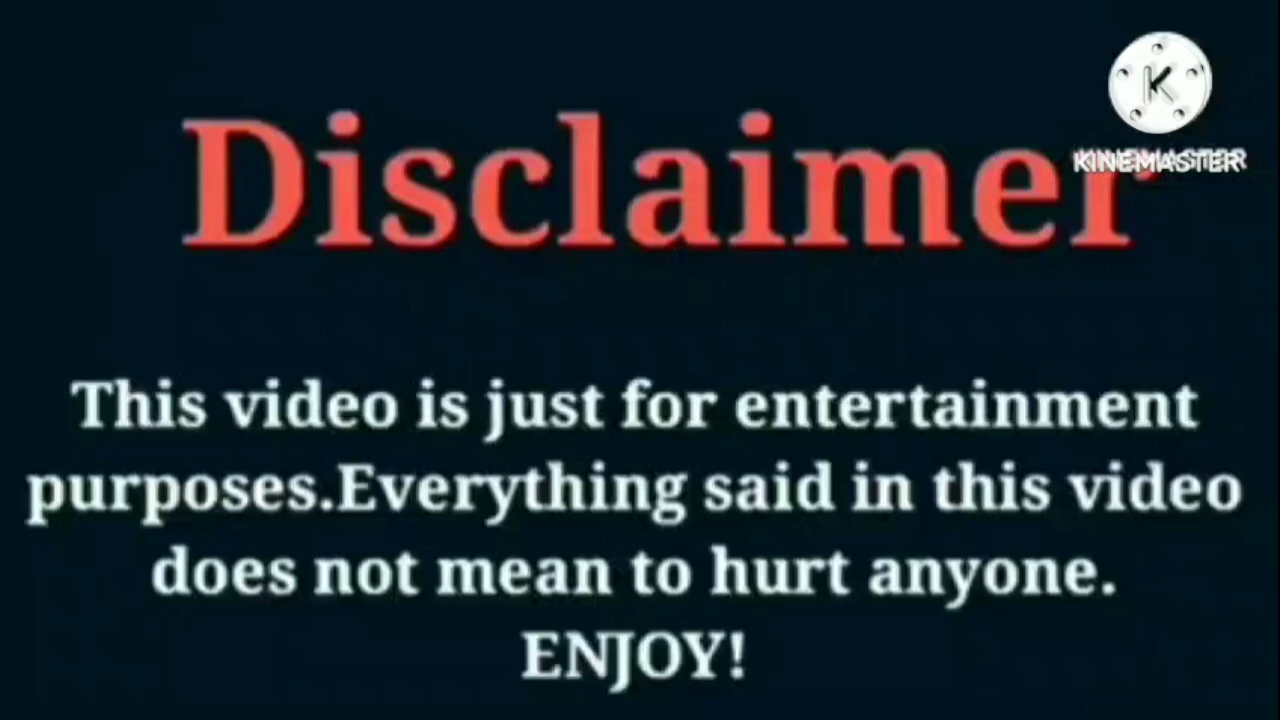 K
KINEMASTER
Disclaimer
This video is just for entertainment
purposes.Everything said in this video
does not mean to hurt anyone.
ENJOY!